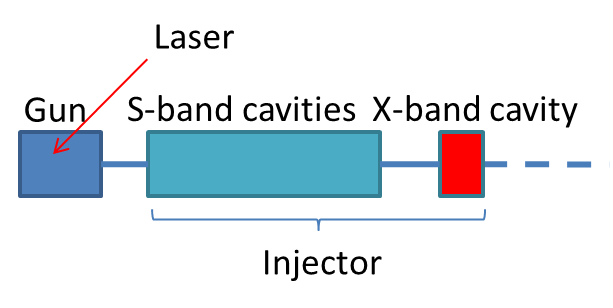 Laser
Gun
S-band cavities
X-band cavity
Injector